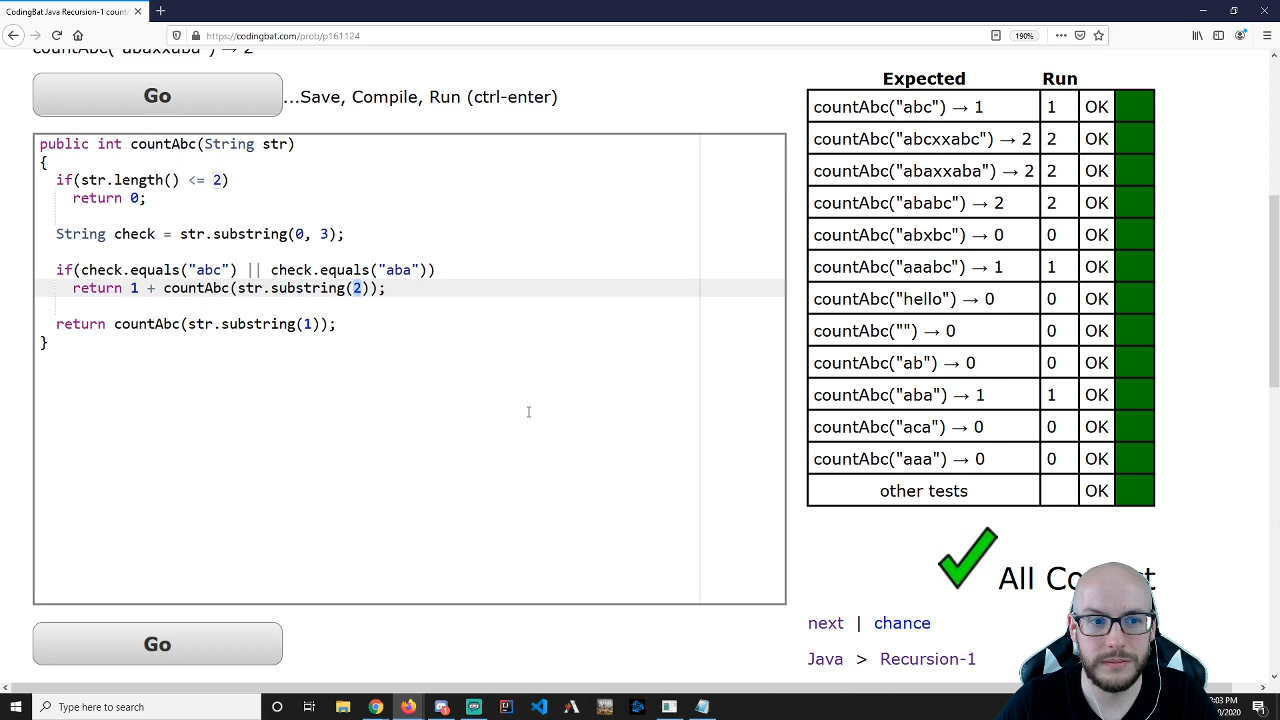 CodingBat Java Recursion-1 countA
https://codingbat.com/prob/p161124
190%
countAbc("abaxxaba") → 2
Go
...Save, Compile, Run (ctrl-enter)
public int countAbc(String str)
{
if(str.length() <= 2)
return 0;
String check = str.substring(0, 3);
if(check.equals("abc") || check.equals("aba"))
return 1 + countAbc(str.substring(2));
return countAbc(str.substring(1));
}
Go
Expected Run
countAbc("abc") → 1 1 OK
countAbc("abcxxabc") → 2 2 OK
countAbc("abaxxaba") → 2 2 OK
countAbc("ababc") → 2 2 OK
countAbc("abxbc") → 0 0 OK
countAbc("aaabc") → 1 1 OK
countAbc("hello") → 0 0 OK
countAbc("") → 0 0 OK
countAbc("ab") → 0 0 OK
countAbc("aba") → 1 1 OK
countAbc("aca") → 0 0 OK
countAbc("aaa") → 0 0 OK
other tests OK
All Co
next | chance
Java > Recursion-1
Type here to search
:03 PM
/2020